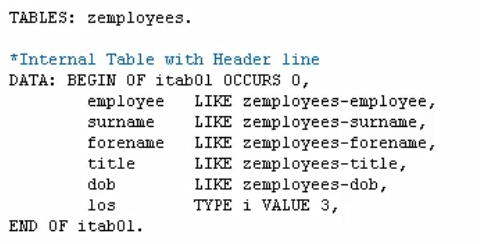 TABLES: zemployees.
*Internal Table with Header line
DATA: BEGIN OF itab01 OCCURS 0,
employee LIKE zemployees-employee,
surname LIKE zemployees-surname,
forename LIKE zemployees-forename,
title LIKE zemployees-title,
dob LIKE zemployees-dob,
los TYPE i VALUE 3,
END OF itab01.